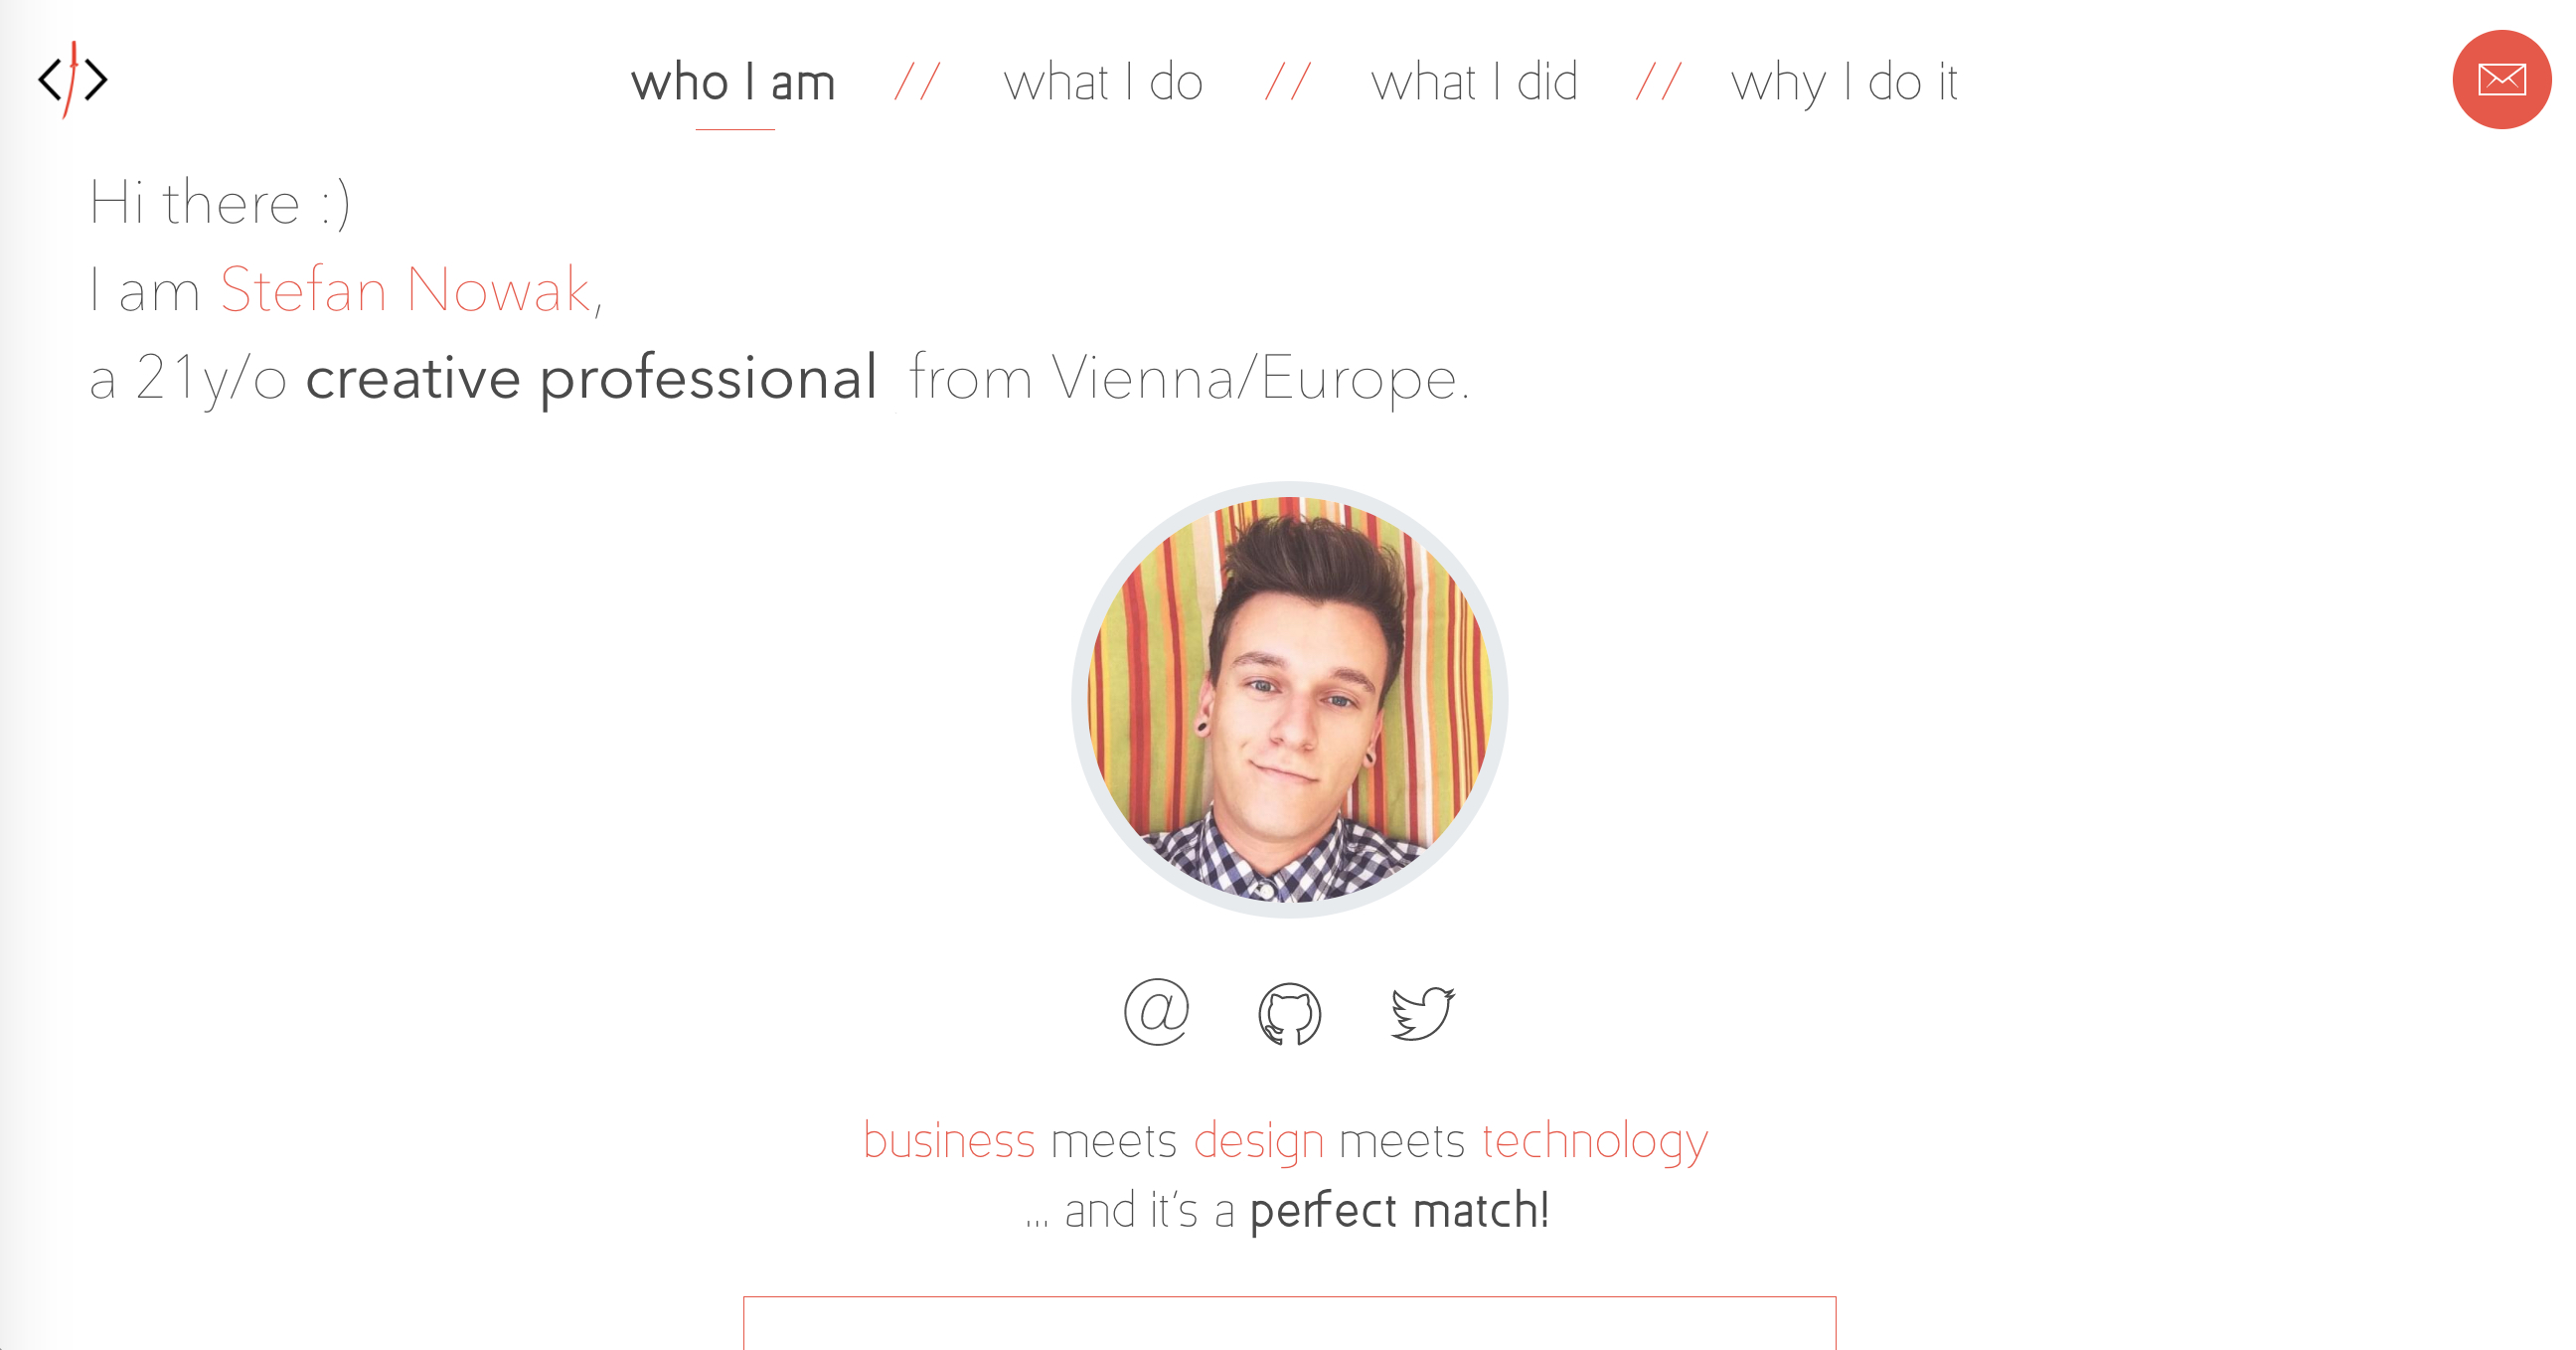 who I am // what I do // what I did // why I do it
Hi there :)
I am Stefan Nowak,
a 21y/o creative professional from Vienna/Europe.
business meets design meets technology
... and it's a perfect match!